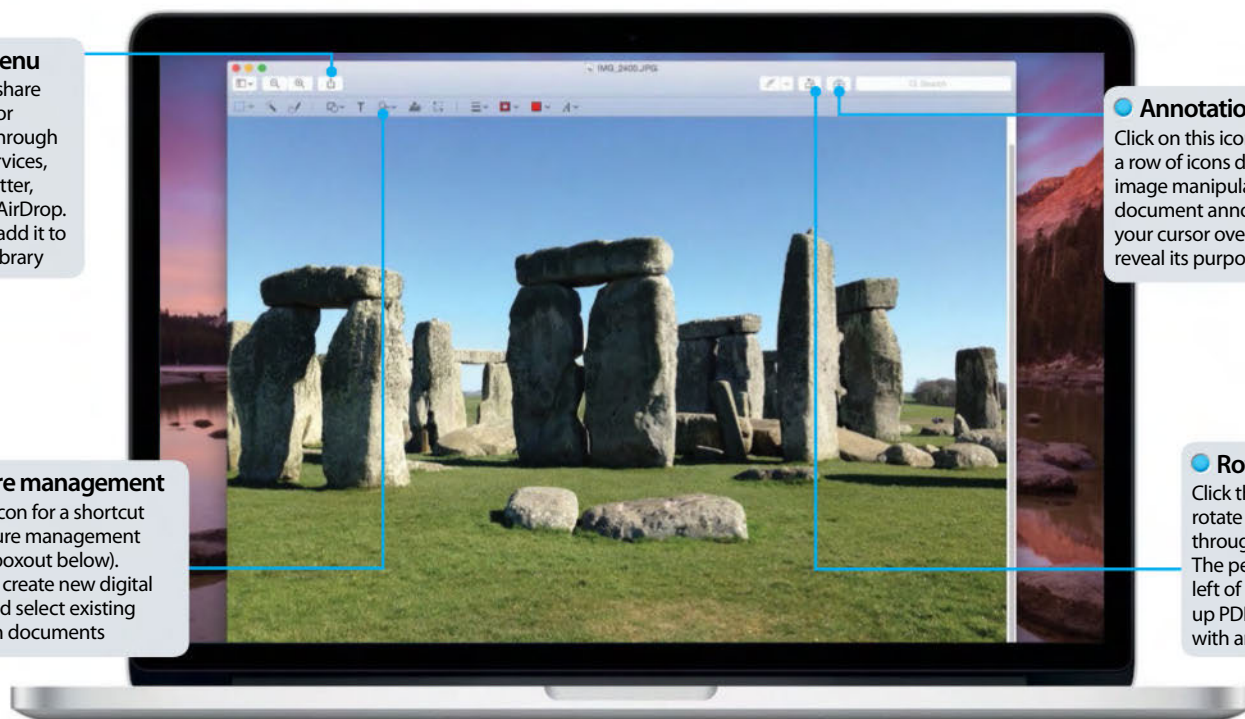 enu
share
or
hrough
rvices,
tter,
AirDrop.
add it to
ibrary
IMG_2400.JPG
Search
Annotatio
Click on this ico
a row of icons d
image manipula
document anno
your cursor ove
reveal its purpo
re management
con for a shortcut
ure management
boxout below).
create new digital
d select existing
n documents
Ro
Click th
rotate
throug
The pe
left of
up PDF
with a